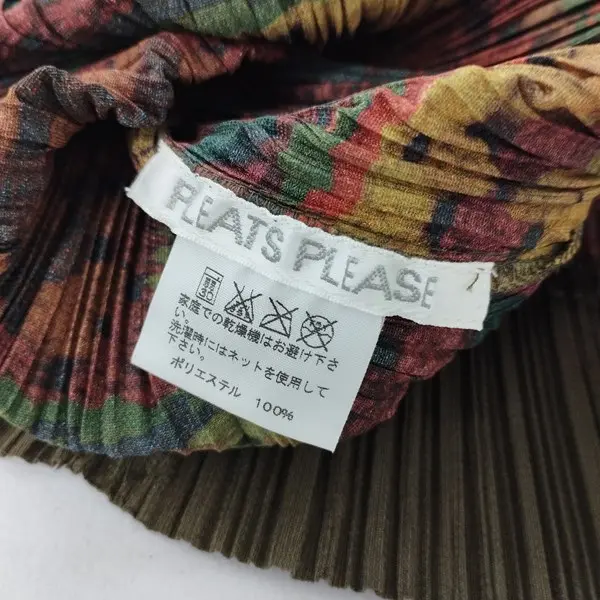 PLEATS PLEASE
家庭での乾燥機はお避け下さ
い。
洗濯時にはネットを使用して
下さい。
ポリエステル 100%